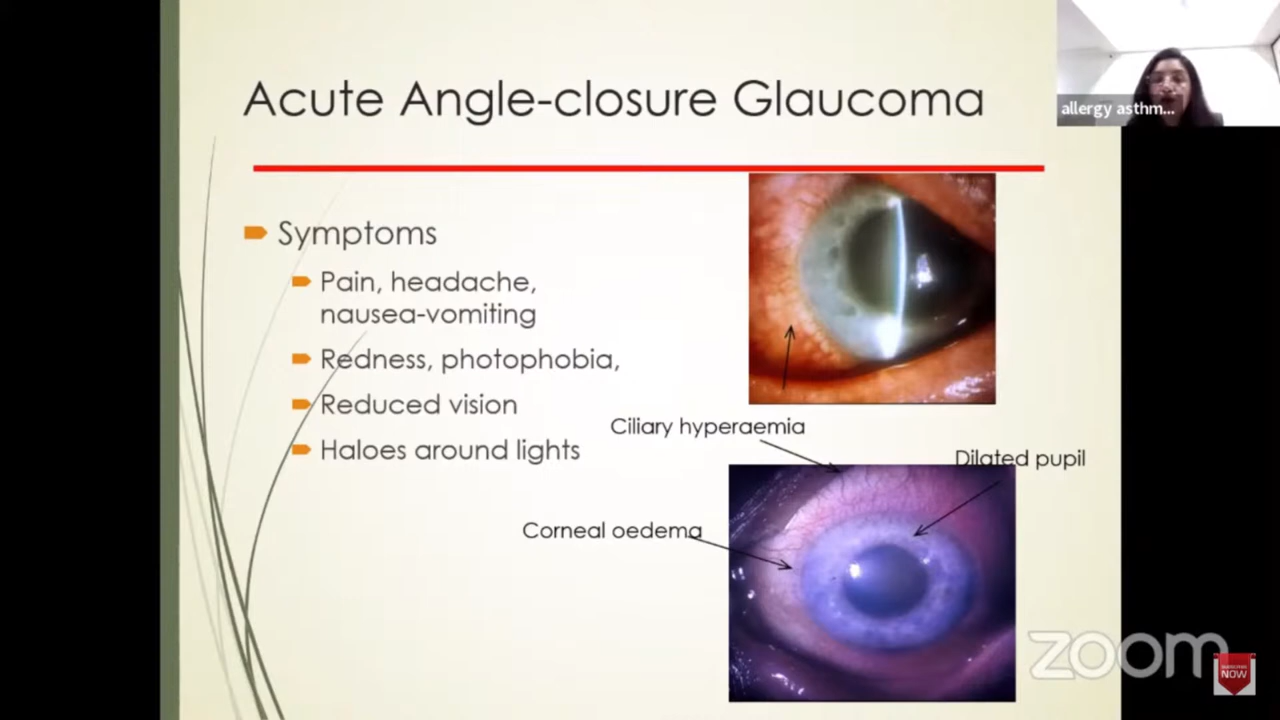 Acute Angle-closure Glaucoma
allergy asthm...
Symptoms
Pain, headache,
nausea-vomiting
Redness, photophobia,
Reduced vision
Haloes around lights
Ciliary hyperaemia
Dilated pupil
Corneal oedema
zoom
NOW